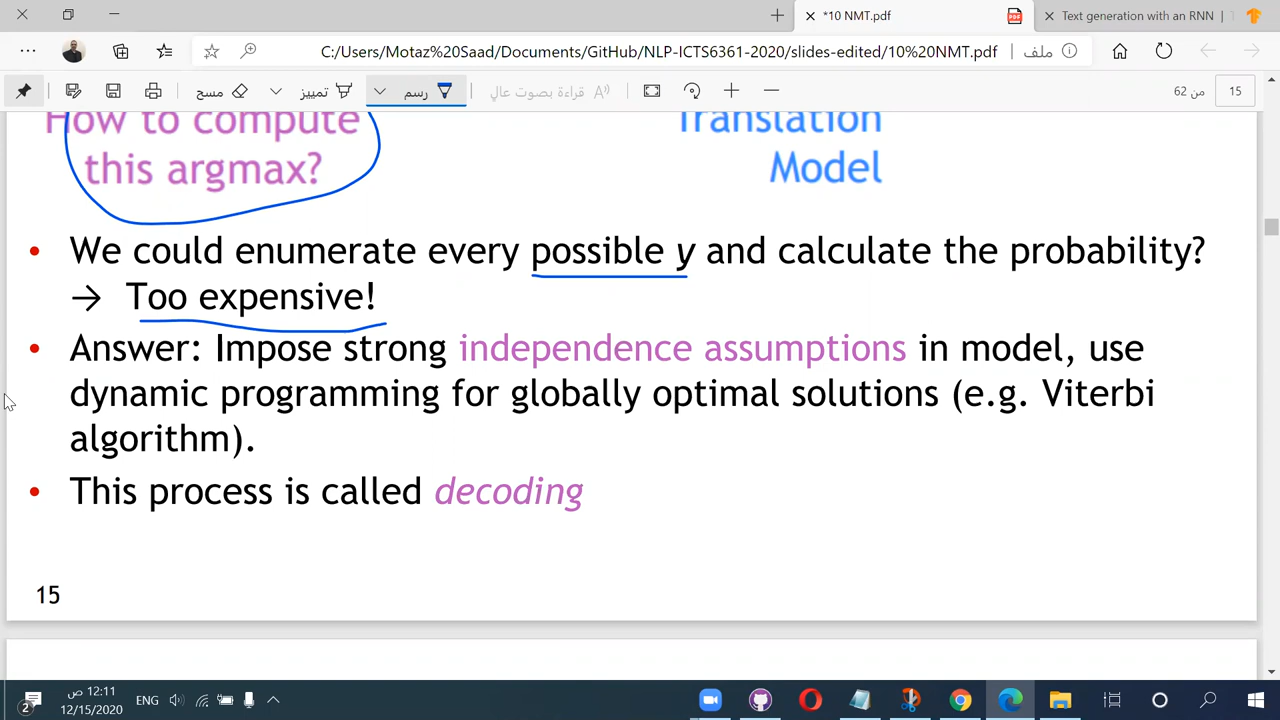 *10 NMT.pdf
Text generation with an RNN
C:/Users/Motaz%20Saad/Documents/GitHub/NLP-ICTS6361-2020/slides-edited/10%20NMT.pdf
ملف
مسح
تمييز
رسم
قراءة بصوت عالٍ
من 62
15
How to compute
this argmax?
Translation
Model
• We could enumerate every possible y and calculate the probability?
→ Too expensive!
• Answer: Impose strong independence assumptions in model, use
dynamic programming for globally optimal solutions (e.g. Viterbi
algorithm).
• This process is called decoding
15
2
12:11 ص
12/15/2020
ENG